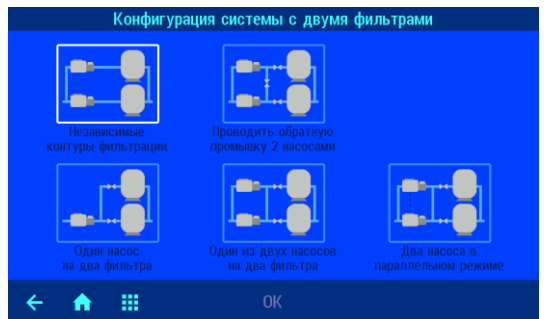 Конфигурация системы с двумя фильтрами
Независимые
контуры фильтрации
Проводить обратную
промывку 2 насосами
Один насос
на два фильтра
Один из двух насосов
на два фильтра
Два насоса в
параллельном режиме
OK